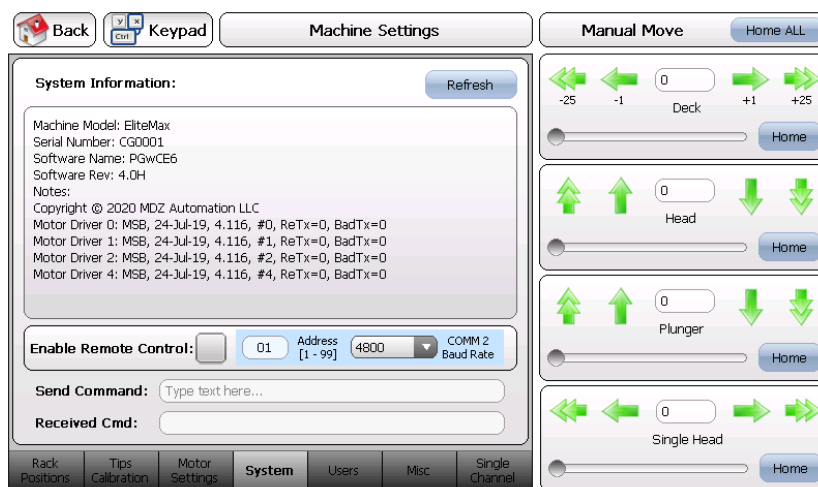 Back
Ctrl
Y
X
Keypad
Machine Settings
Manual Move
Home ALL
System Information:
Refresh
Machine Model: EliteMax
Serial Number: CG0001
Software Name: PGwCE6
Software Rev: 4.0H
Notes:
Copyright © 2020 MDZ Automation LLC
Motor Driver 0: MSB, 24-Jul-19, 4.116, #0, ReTx=0, BadTx=0
Motor Driver 1: MSB, 24-Jul-19, 4.116, #1, ReTx=0, BadTx=0
Motor Driver 2: MSB, 24-Jul-19, 4.116, #2, ReTx=0, BadTx=0
Motor Driver 4: MSB, 24-Jul-19, 4.116, #4, ReTx=0, BadTx=0
Enable Remote Control:
01
Address
[1 - 99]
4800
COMM 2
Baud Rate
Send Command:
Type text here...
Received Cmd:
Rack
Positions
Tips
Calibration
Motor
Settings
System
Users
Misc
Single
Channel
0
-25
-1
Deck
+1
+25
Home
0
Head
Home
0
Plunger
Home
0
Single Head
Home